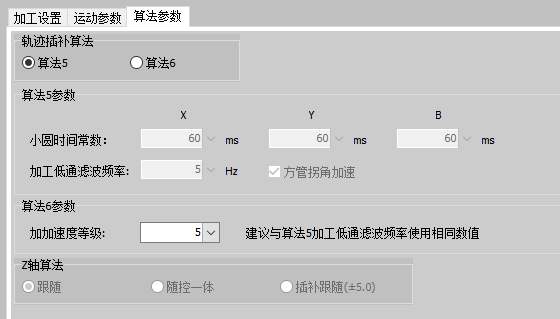 加工设置 运动参数 算法参数
轨迹插补算法
算法5 算法6
算法5参数
X Y B
小圆时间常数: 60 ms 60 ms 60 ms
加工低通滤波频率: 5 Hz 方管拐角加速
算法6参数
加加速度等级: 5 建议与算法5加工低通滤波频率使用相同数值
Z轴算法
跟随 随控一体 插补跟随(±5.0)